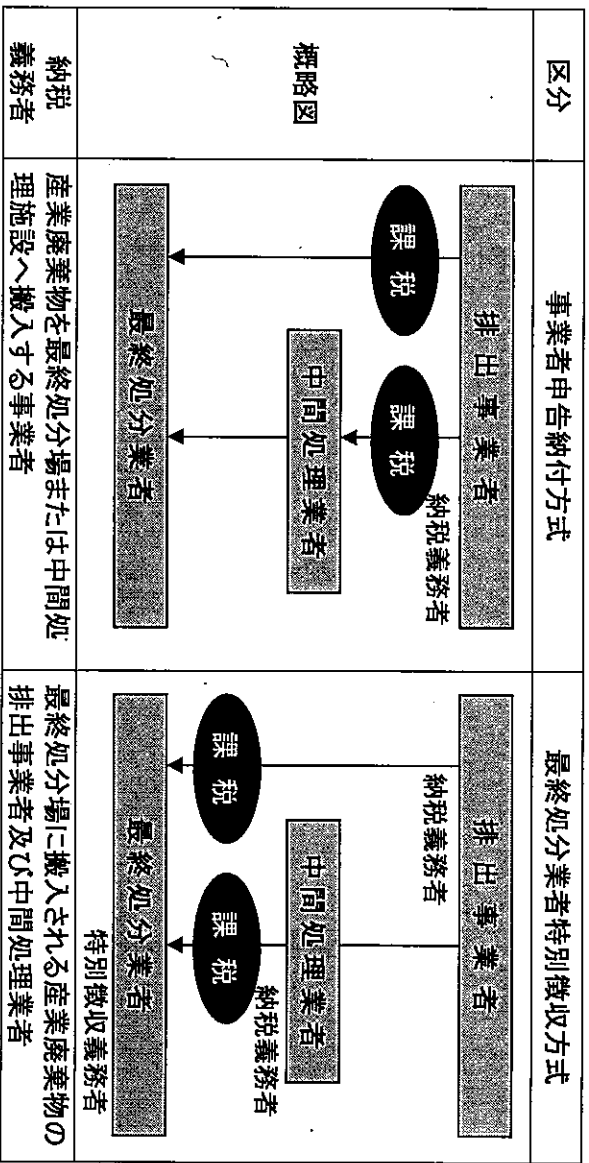 区分
事業者申告納付方式
最終処分業者特別徴収方式
概略図
排出事業者
納税義務者
課税
課税
中間処理業者
最終処分業者
排出事業者
納税義務者
中間処理業者
納税義務者
課税
課税
最終処分業者
特別徴収義務者
納税
義務者
産業廃棄物を最終処分場または中間処
理施設へ搬入する事業者
最終処分場に搬入される産業廃棄物の
排出事業者及び中間処理業者